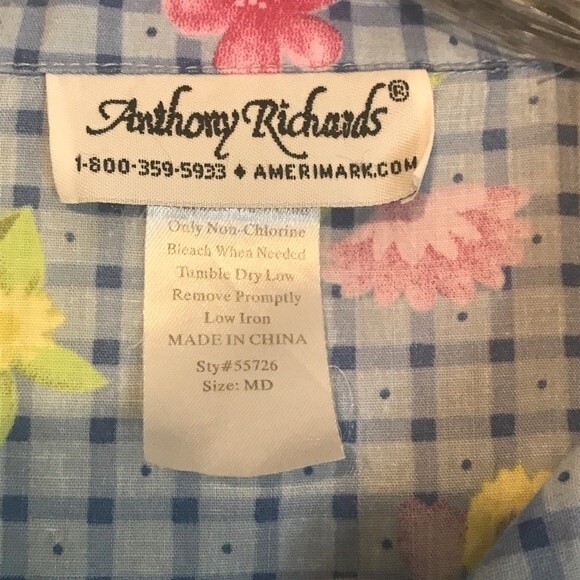 Anthony Richards®
1-800-359-5933 ♦ AMERIMARK.COM
Only Non-Chlorine
Bleach When Needed
Tumble Dry Low
Remove Promptly
Low Iron
MADE IN CHINA
Sty#55726
Size: MD